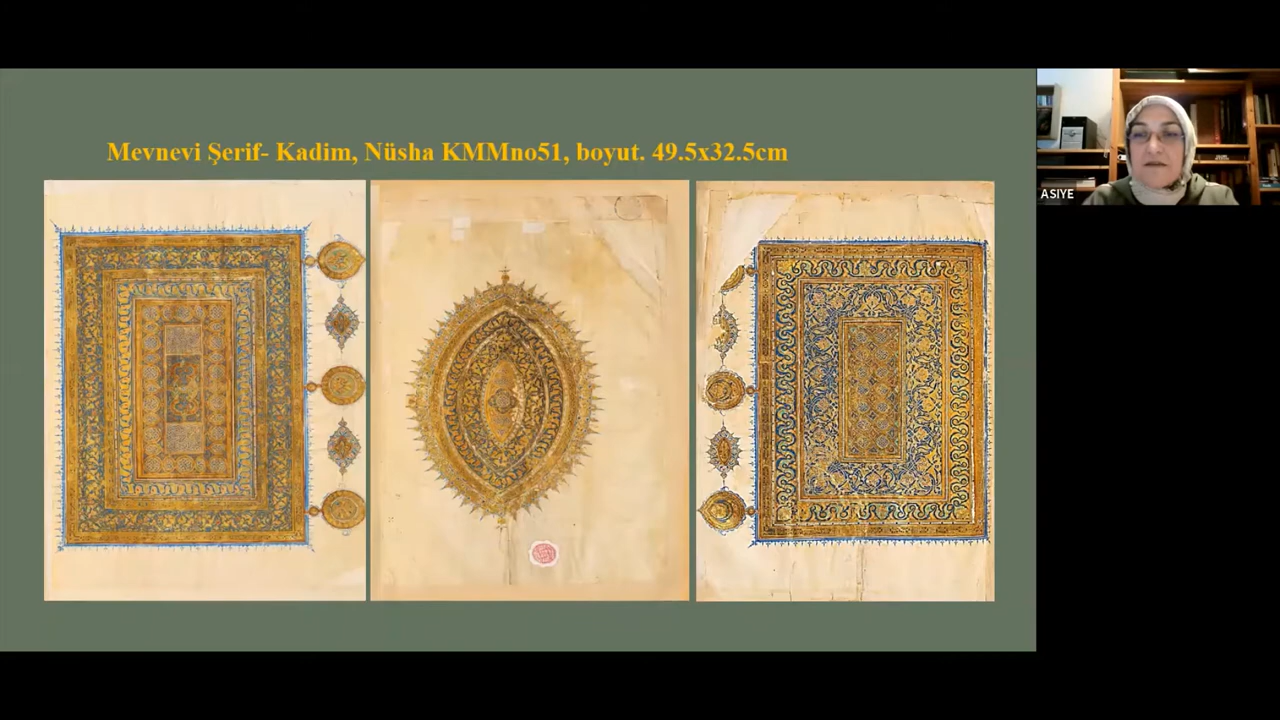 Mevnevi Şerif- Kadim, Nüsha KMMno51, boyut. 49.5x32.5cm
ASIYE